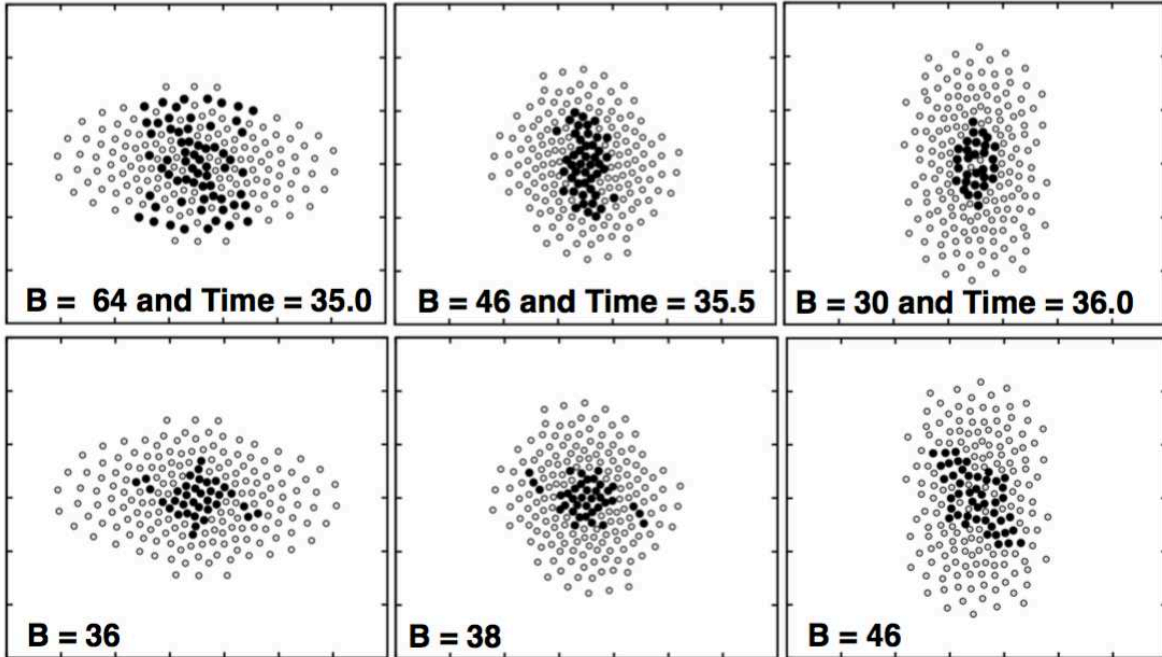 B = 64 and Time = 35.0
B = 46 and Time = 35.5
B = 30 and Time = 36.0
B = 36
B = 38
B = 46